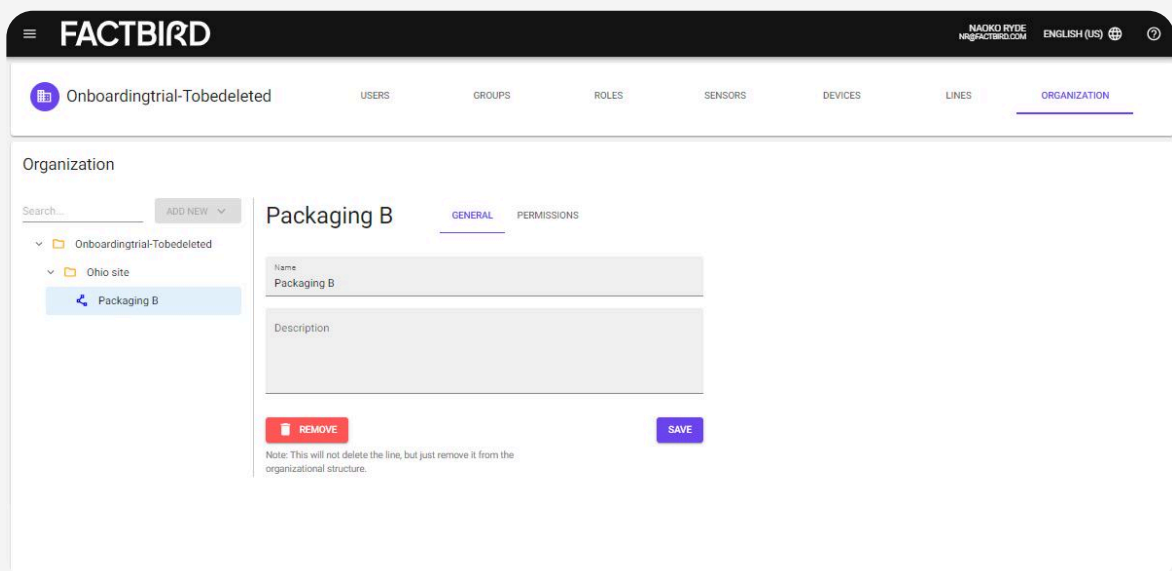 FACTBIRD
NAOKO RYDE
NR@FACTBIRD.COM
ENGLISH (US)
Onboardingtrial-Tobedeleted
USERS
GROUPS
ROLES
SENSORS
DEVICES
LINES
ORGANIZATION
Organization
Search...
ADD NEW
Onboardingtrial-Tobedeleted
Ohio site
Packaging B
Packaging B
GENERAL
PERMISSIONS
Name
Packaging B
Description
REMOVE
SAVE
Note: This will not delete the line, but just remove it from the
organizational structure.